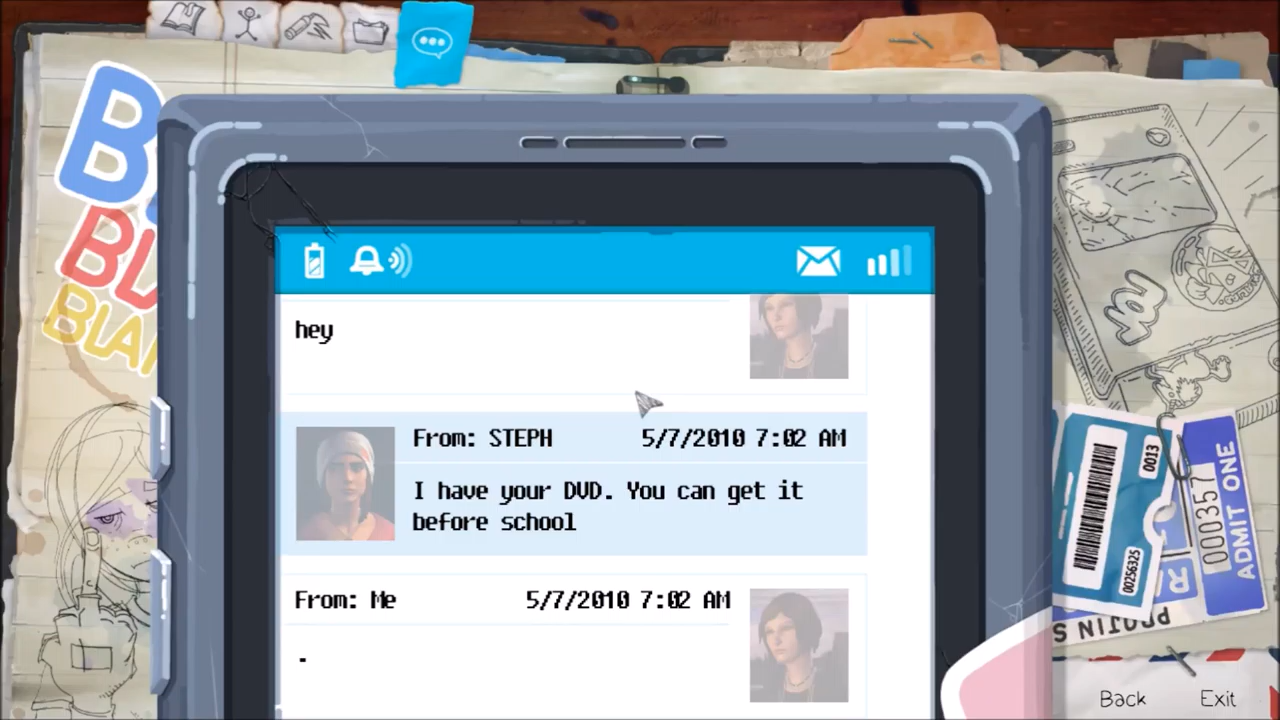 hey
From: STEPH 5/7/2010 7:02 AM
I have your DVD. You can get it
before school
From: Me 5/7/2010 7:02 AM
.
0013
00256325
000357
ADMIT ONE
Back
Exit